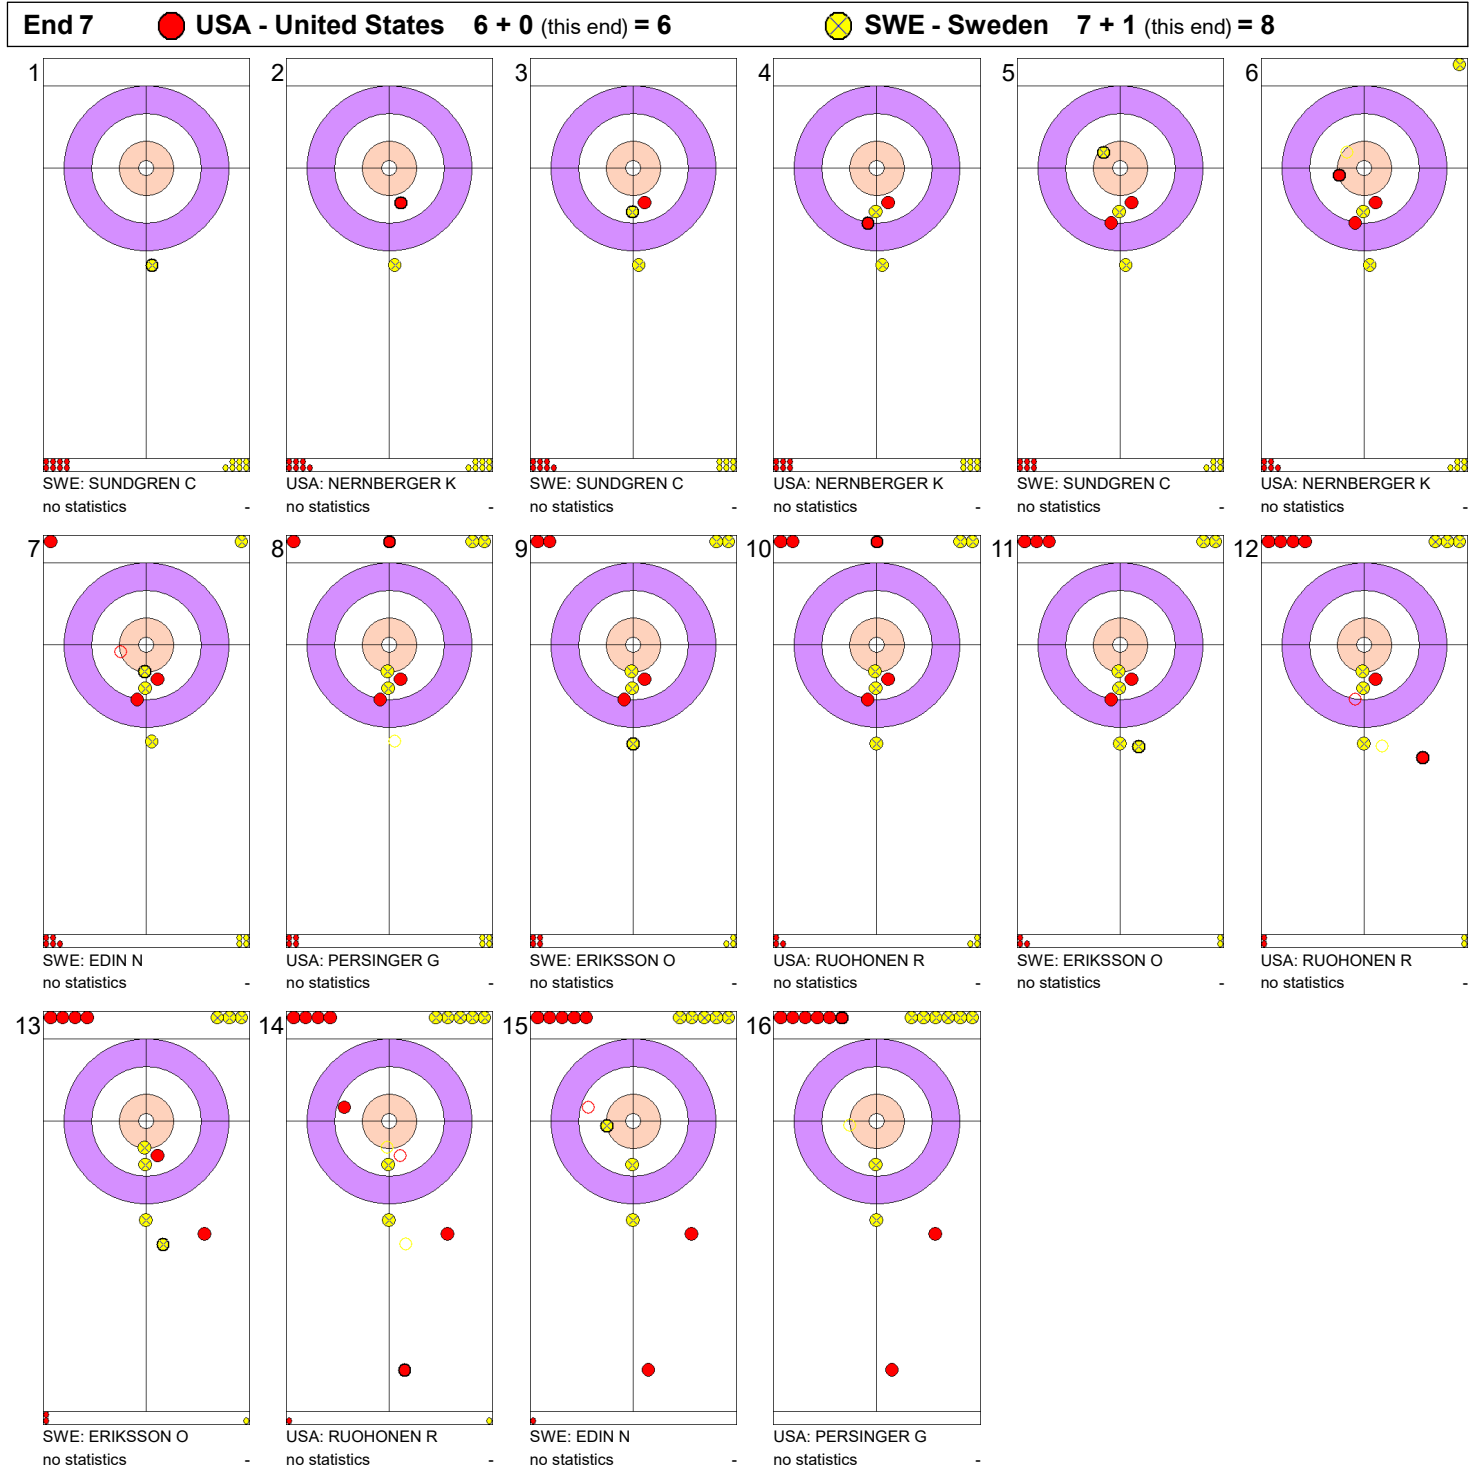 End 7 USA - United States 6 + 0 (this end) = 6 SWE - Sweden 7 + 1 (this end) = 8
1 2 3 4 5 6
SWE: SUNDGREN C USA: NERNBERGER K SWE: SUNDGREN C USA: NERNBERGER K SWE: SUNDGREN C USA: NERNBERGER K
no statistics - no statistics - no statistics - no statistics - no statistics - no statistics -
7 8 9 10 11 12
SWE: EDIN N USA: PERSINGER G SWE: ERIKSSON O USA: RUOHONEN R SWE: ERIKSSON O USA: RUOHONEN R
no statistics - no statistics - no statistics - no statistics - no statistics - no statistics -
13 14 15 16
SWE: ERIKSSON O USA: RUOHONEN R SWE: EDIN N USA: PERSINGER G
no statistics - no statistics - no statistics - no statistics -